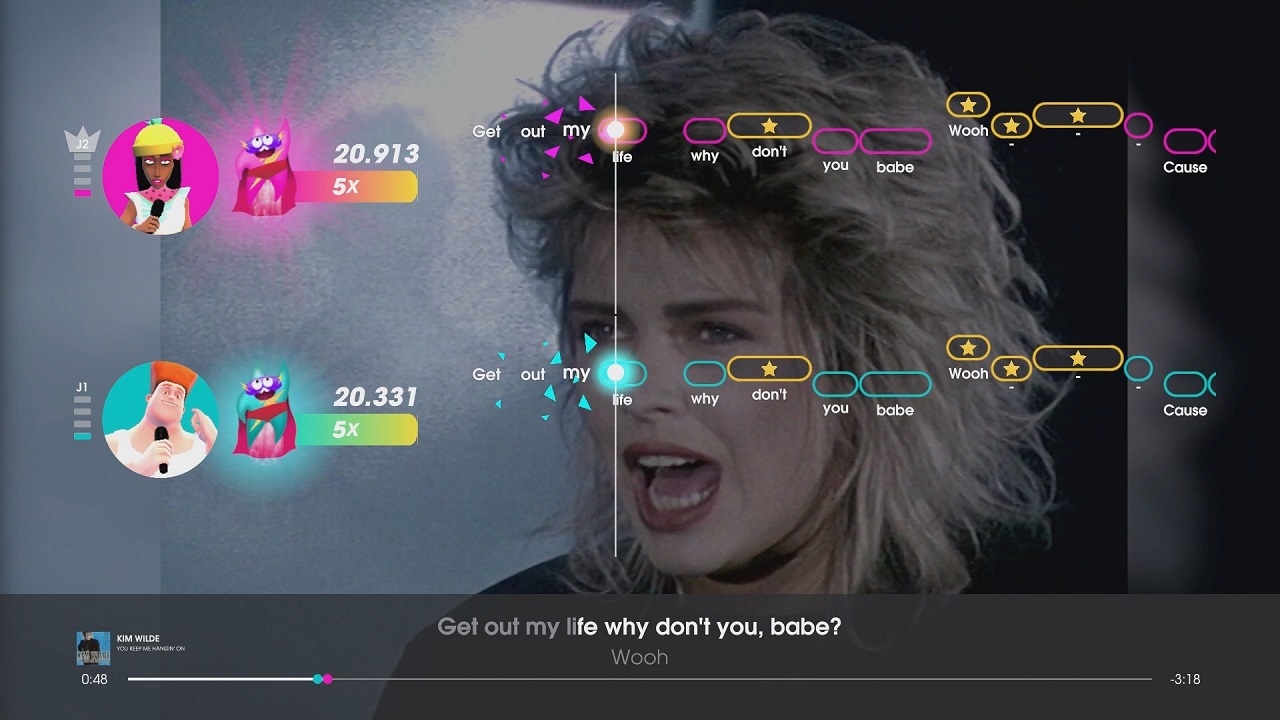 J2
20.913
5x
Get out my life why don't you babe Wooh - - - Cause
J1
20.331
5x
Get out my life why don't you babe Wooh - - - Cause
Get out my life why don't you, babe?
Wooh
KIM WILDE
YOU KEEP ME HANGIN' ON
0:48
-3:18